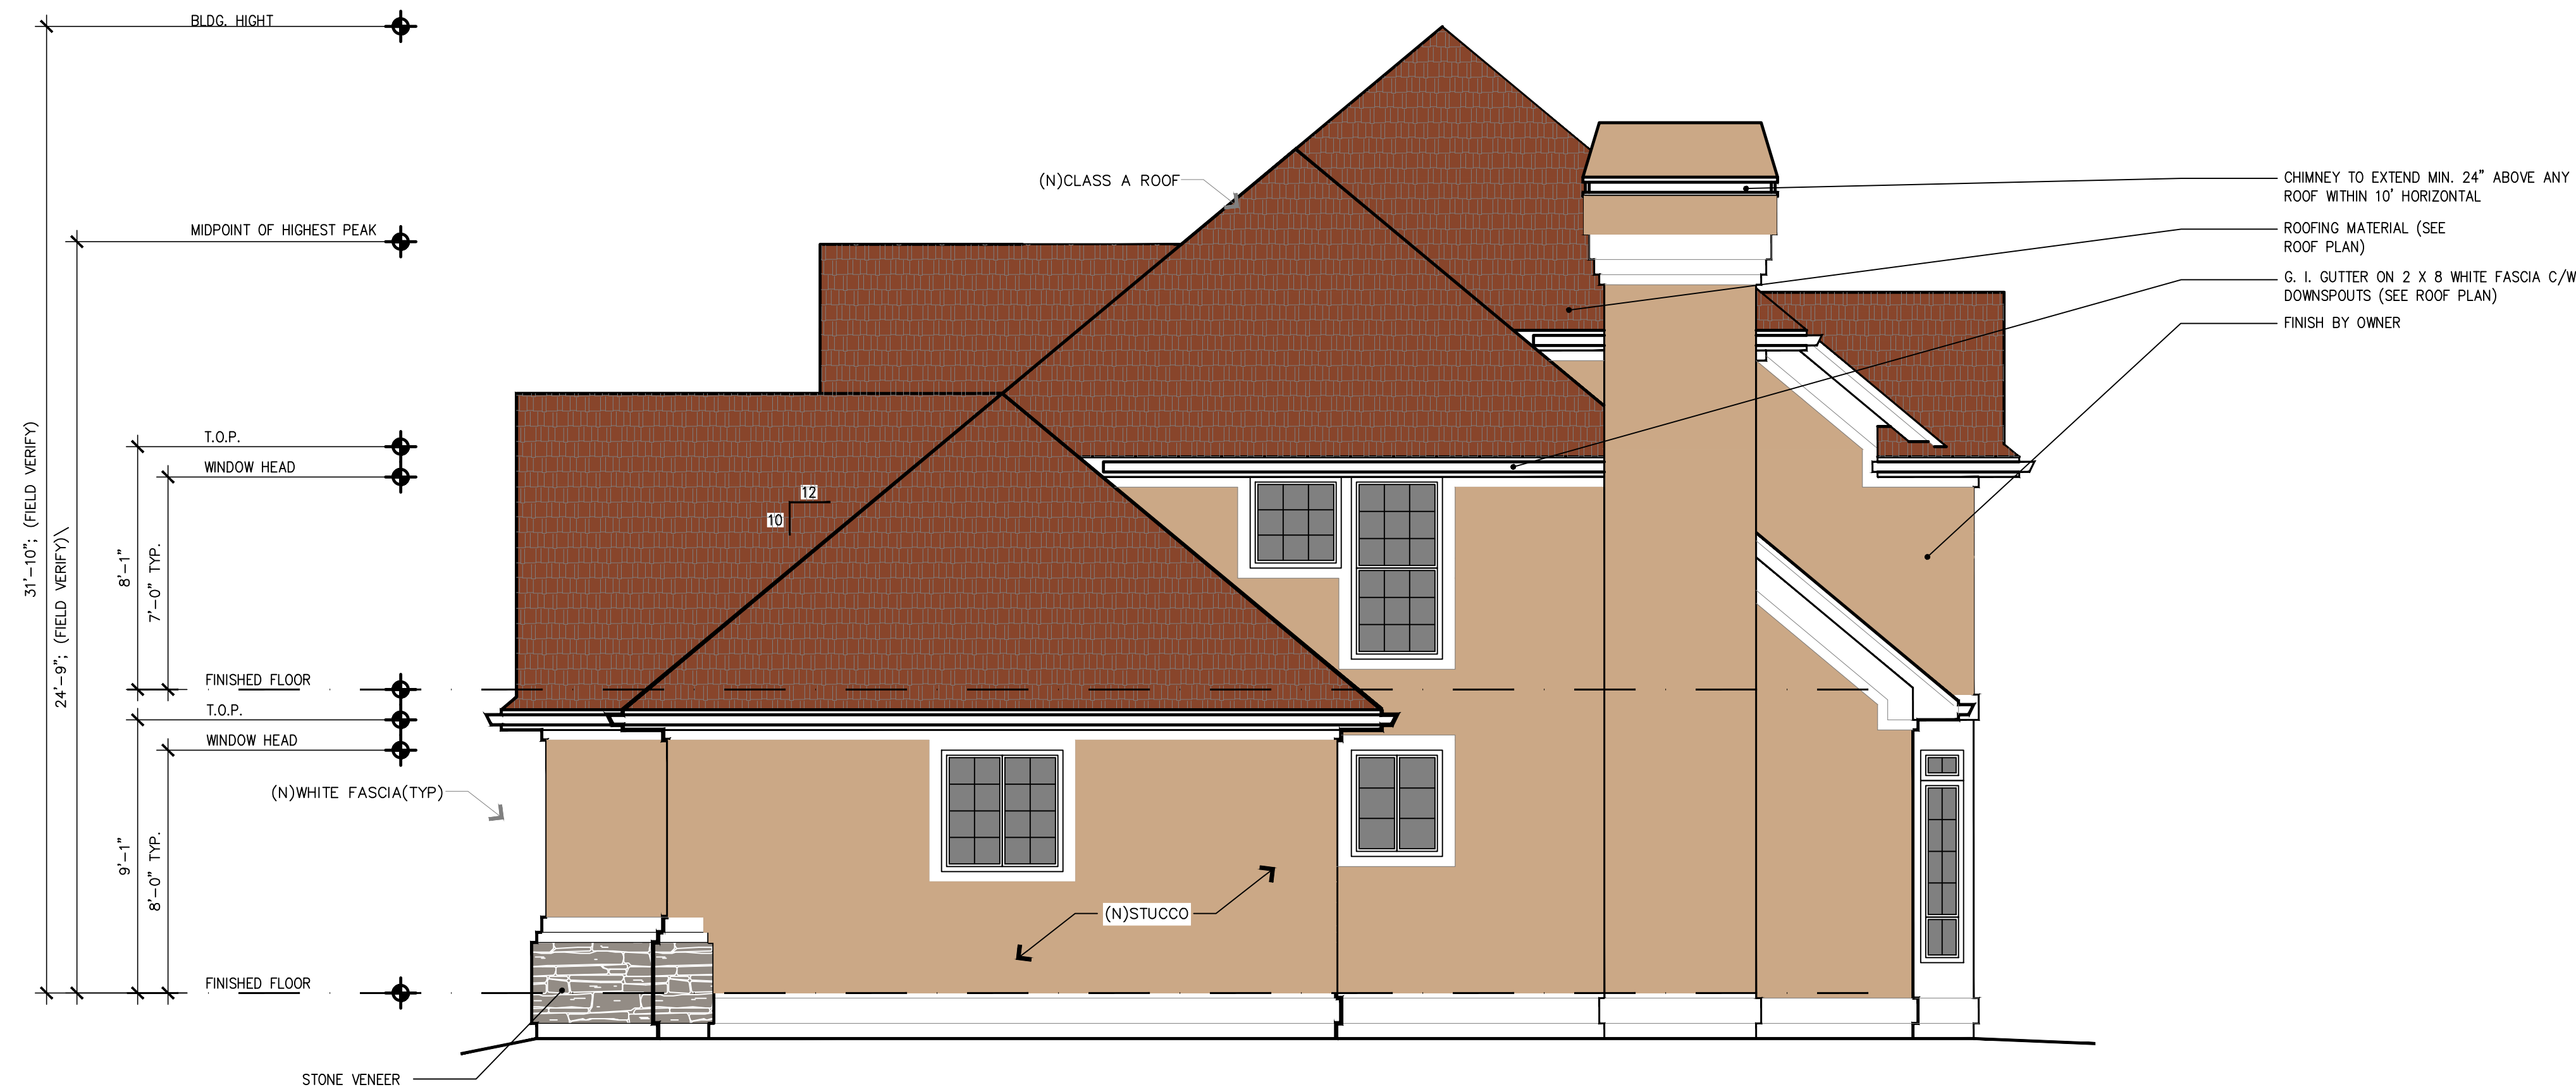 BLDG. HIGHT
(N)CLASS A ROOF
CHIMNEY TO EXTEND MIN. 24" ABOVE ANY
ROOF WITHIN 10' HORIZONTAL
MIDPOINT OF HIGHEST PEAK
ROOFING MATERIAL (SEE
ROOF PLAN)
G. I. GUTTER ON 2 X 8 WHITE FASCIA C/W
DOWNSPOUTS (SEE ROOF PLAN)
FINISH BY OWNER
T.O.P.
WINDOW HEAD
12
10
31'-10"; (FIELD VERIFY)
24'-9"; (FIELD VERIFY)\
8'-1"
7'-0" TYP.
FINISHED FLOOR
T.O.P.
WINDOW HEAD
(N)WHITE FASCIA(TYP)
9'-1"
8'-0" TYP.
(N)STUCCO
FINISHED FLOOR
STONE VENEER